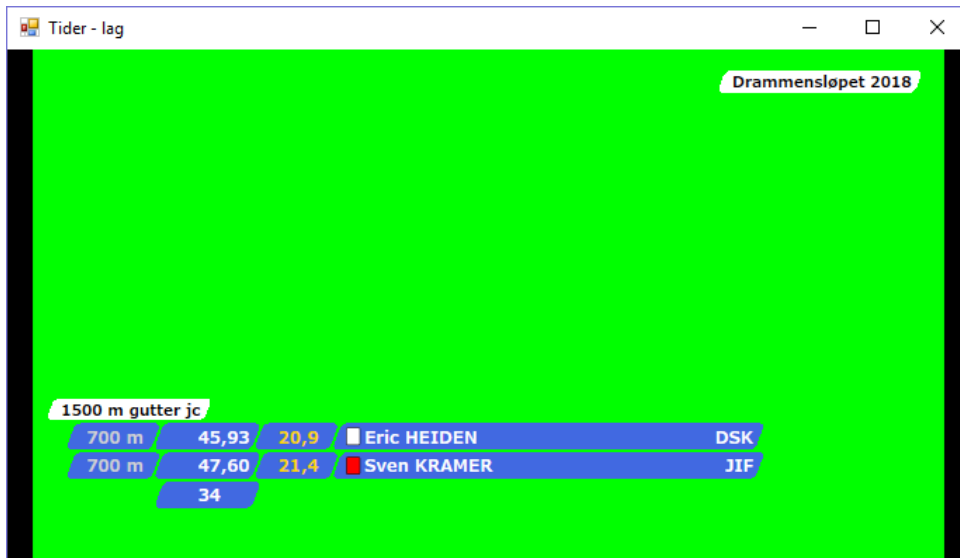 Tider - lag
Drammensløpet 2018
1500 m gutter jc
700 m 45,93 20,9 Eric HEIDEN DSK
700 m 47,60 21,4 Sven KRAMER JIF
34